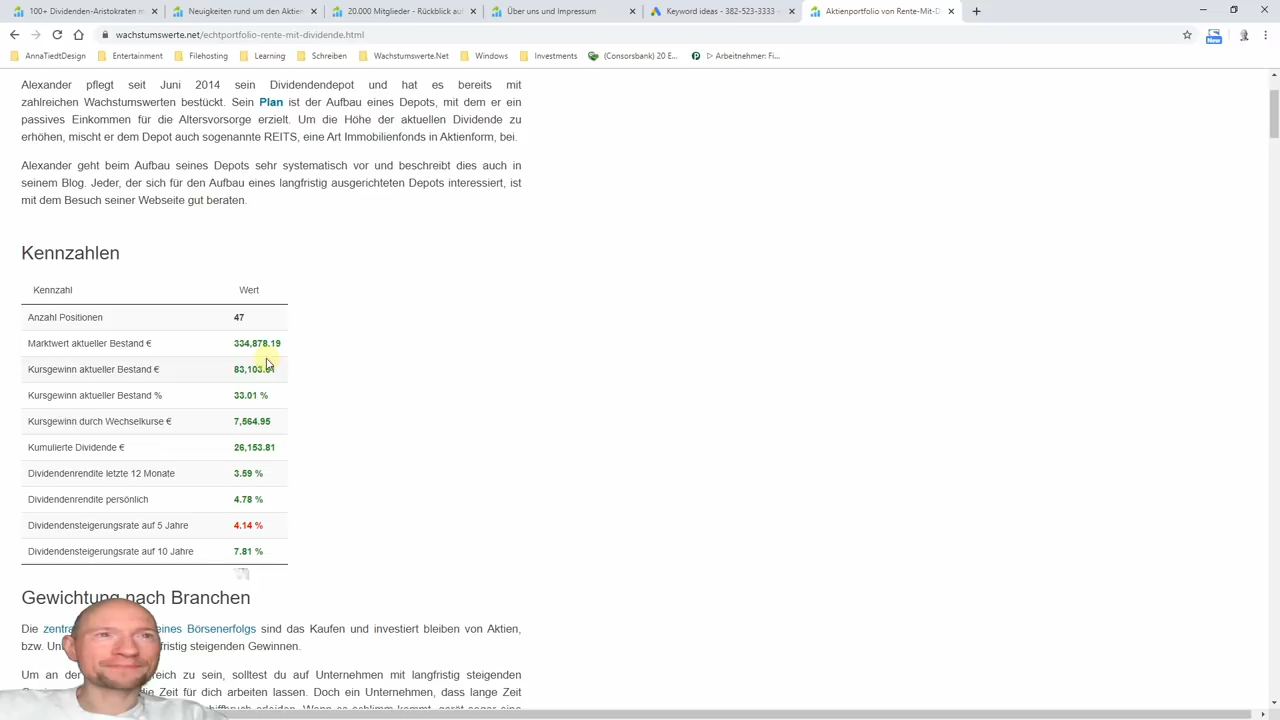 100+ Dividenden-Aristokraten m
Neuigkeiten rund um den Aktien
20.000 Mitglieder - Rückblick auf
Über uns und Impressum
Keyword ideas - 382-523-3333 -
Aktienportfolio von Rente-Mit-D
wachstumswerte.net/echtportfolio-rente-mit-dividende.html
New
AnnaTiedtDesign
Entertainment
Filehosting
Learning
Schreiben
Wachstumswerte.Net
Windows
Investments
(Consorsbank) 20 E...
▷ Arbeitnehmer: Fi...
Alexander pflegt seit Juni 2014 sein Dividendendepot und hat es bereits mit
zahlreichen Wachstumswerten bestückt. Sein Plan ist der Aufbau eines Depots, mit dem er ein
passives Einkommen für die Altersvorsorge erzielt. Um die Höhe der aktuellen Dividende zu
erhöhen, mischt er dem Depot auch sogenannte REITS, eine Art Immobilienfonds in Aktienform, bei.
Alexander geht beim Aufbau seines Depots sehr systematisch vor und beschreibt dies auch in
seinem Blog. Jeder, der sich für den Aufbau eines langfristig ausgerichteten Depots interessiert, ist
mit dem Besuch seiner Webseite gut beraten.
Kennzahlen
Kennzahl Wert
Anzahl Positionen 47
Marktwert aktueller Bestand € 334,878.19
Kursgewinn aktueller Bestand € 83,103.
Kursgewinn aktueller Bestand % 33.01 %
Kursgewinn durch Wechselkurse € 7,564.95
Kumulierte Dividende € 26,153.81
Dividendenrendite letzte 12 Monate 3.59 %
Dividendenrendite persönlich 4.78 %
Dividendensteigerungsrate auf 5 Jahre 4.14 %
Dividendensteigerungsrate auf 10 Jahre 7.81 %
Gewichtung nach Branchen
Die eines Börsenerfolgs sind das Kaufen und investiert bleiben von Aktien,
bzw. steigenden Gewinnen.
Um an der zu sein, solltest du auf Unternehmen mit langfristig steigenden
die Zeit für dich arbeiten lassen. Doch ein Unternehmen, dass lange Zeit